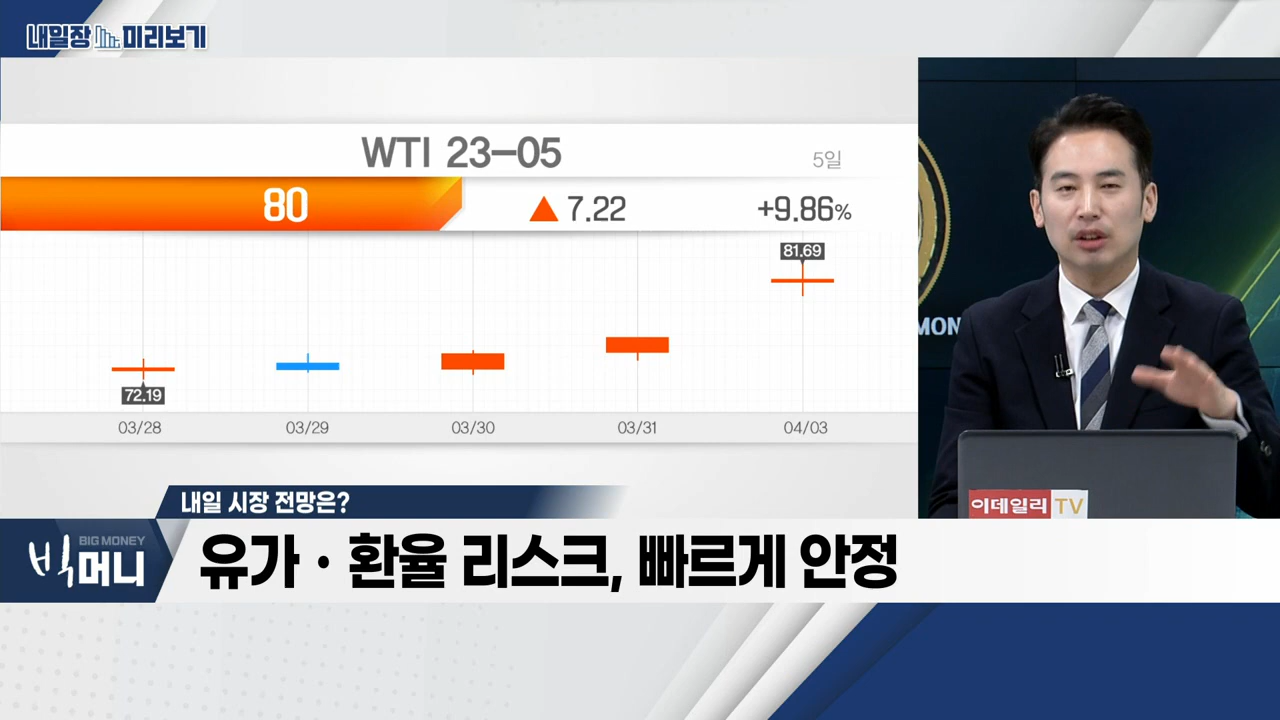 내일장 미리보기
WTI 23-05
5일
80
▲ 7.22
+9.86%
81.69
72.19
03/28
03/29
03/30
03/31
04/03
MON
이데일리 TV
내일 시장 전망은?
BIG MONEY
빅머니
유가·환율 리스크, 빠르게 안정